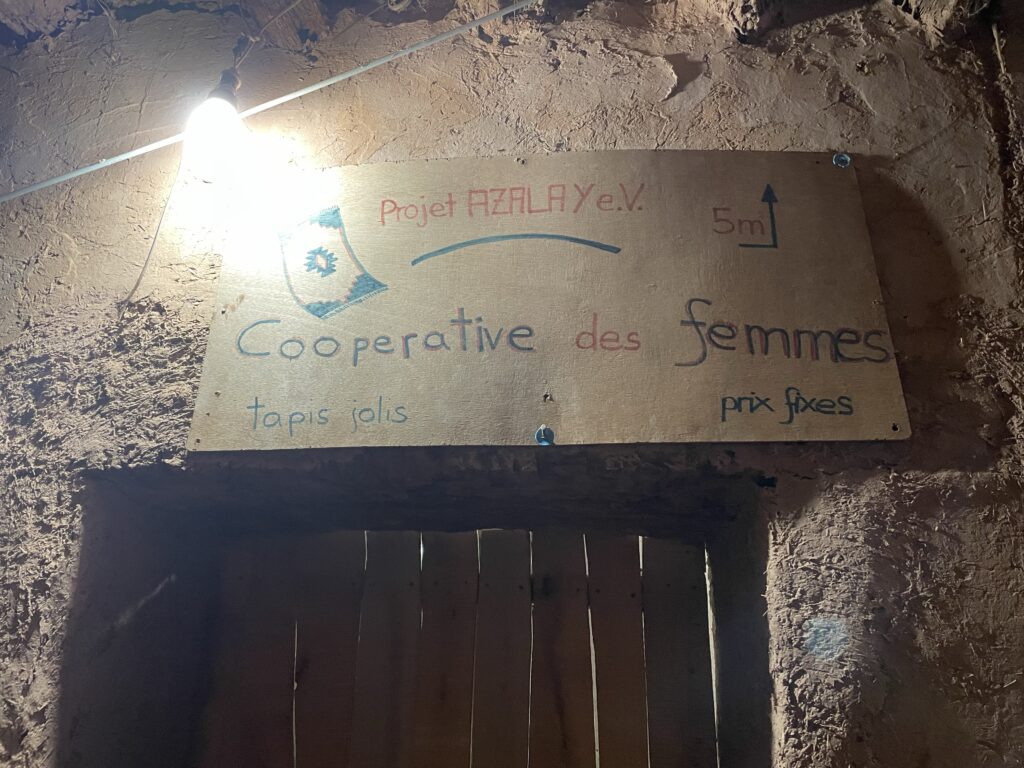 Projet AZALAY e.V.
5m
Cooperative des femmes
tapis jolis
prix fixes